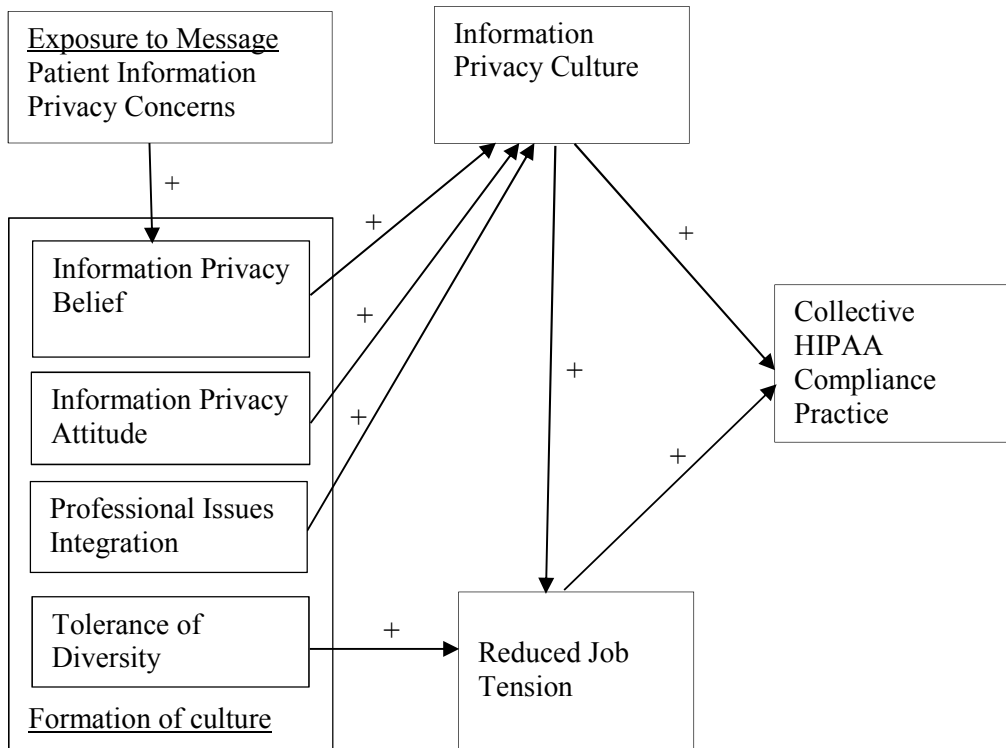 Exposure to Message
Patient Information
Privacy Concerns
+
Information Privacy
Belief
Information Privacy
Attitude
Professional Issues
Integration
Tolerance of
Diversity
Formation of culture
+
+
+
+
Information
Privacy Culture
+
+
+
Reduced Job
Tension
Collective
HIPAA
Compliance
Practice